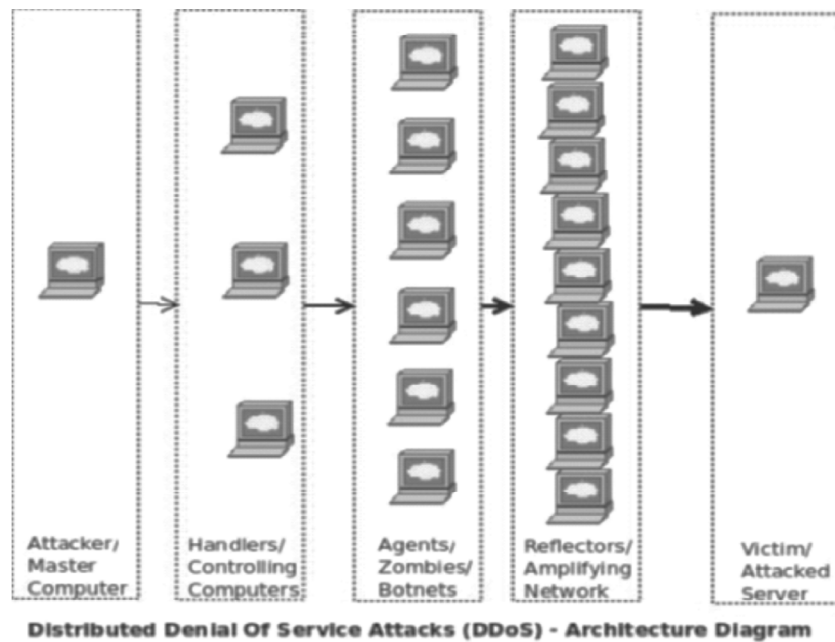 Attacker/
Master
Computer
Handlers/
Controlling
Computers
Agents/
Zombies/
Botnets
Reflectors/
Amplifying
Network
Victim/
Attacked
Server
Distributed Denial Of Service Attacks (DDoS) - Architecture Diagram